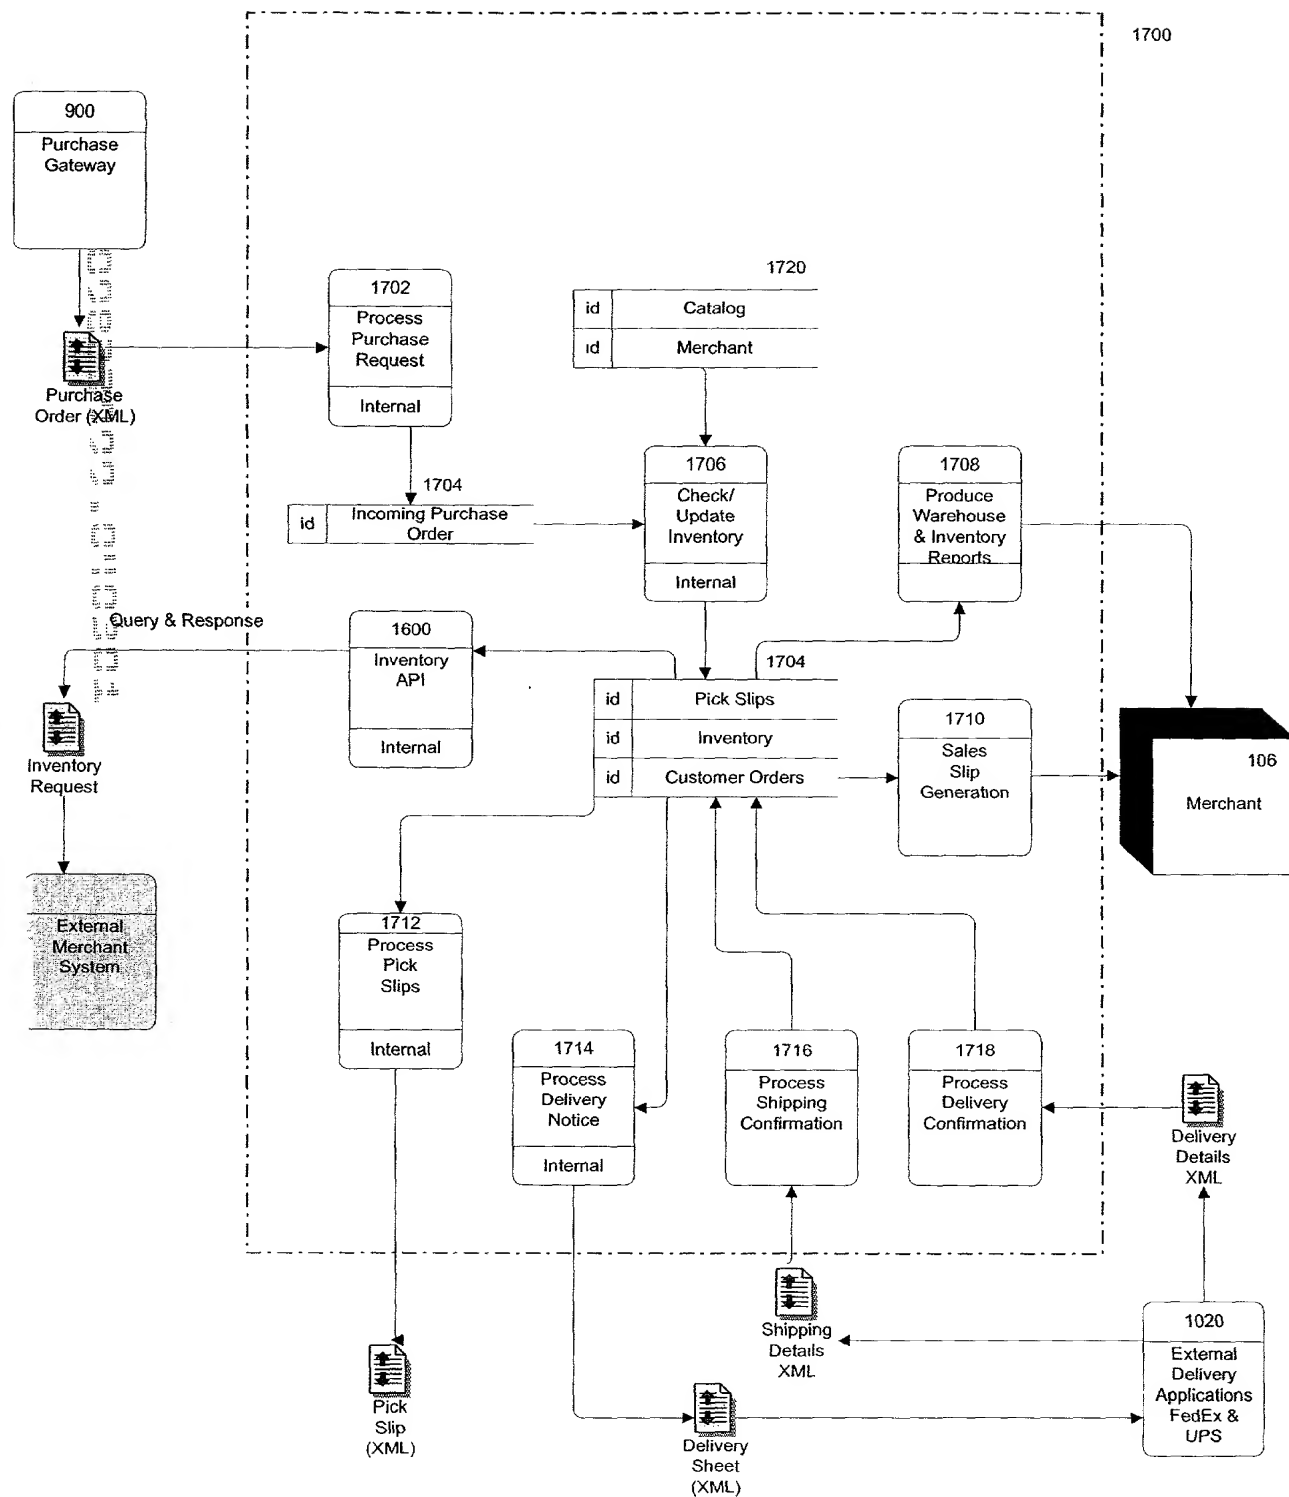 1700
900
Purchase
Gateway
Purchase
Order (XML)
1702
Process
Purchase
Request
Internal
1720
id Catalog
id Merchant
1704
id Incoming Purchase
Order
1706
Check/
Update
Inventory
Internal
1708
Produce
Warehouse
& Inventory
Reports
Query & Response
1600
Inventory
API
Internal
Inventory
Request
External
Merchant
System
1704
id Pick Slips
id Inventory
id Customer Orders
1710
Sales
Slip
Generation
106
Merchant
1712
Process
Pick
Slips
Internal
1714
Process
Delivery
Notice
Internal
1716
Process
Shipping
Confirmation
1718
Process
Delivery
Confirmation
Delivery
Details
XML
Shipping
Details
XML
1020
External
Delivery
Applications
FedEx &
UPS
Pick
Slip
(XML)
Delivery
Sheet
(XML)